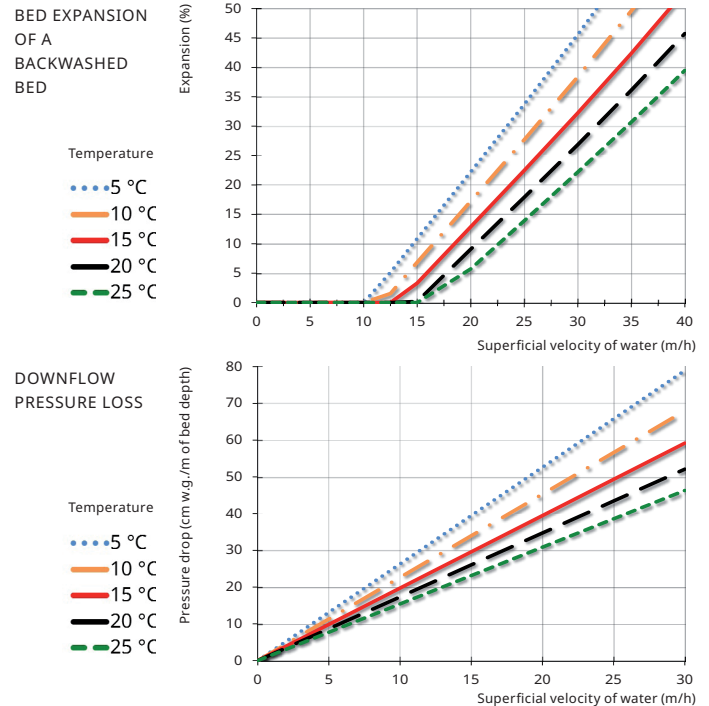 BED EXPANSION
OF A
BACKWASHED
BED
Temperature
5 °C
10 °C
15 °C
20 °C
25 °C
Expansion (%)
50
45
40
35
30
25
20
15
10
5
0
0 5 10 15 20 25 30 35 40
Superficial velocity of water (m/h)
DOWNFLOW
PRESSURE LOSS
Temperature
5 °C
10 °C
15 °C
20 °C
25 °C
Pressure drop (cm w.g./m of bed depth)
80
70
60
50
40
30
20
10
0
0 5 10 15 20 25 30
Superficial velocity of water (m/h)